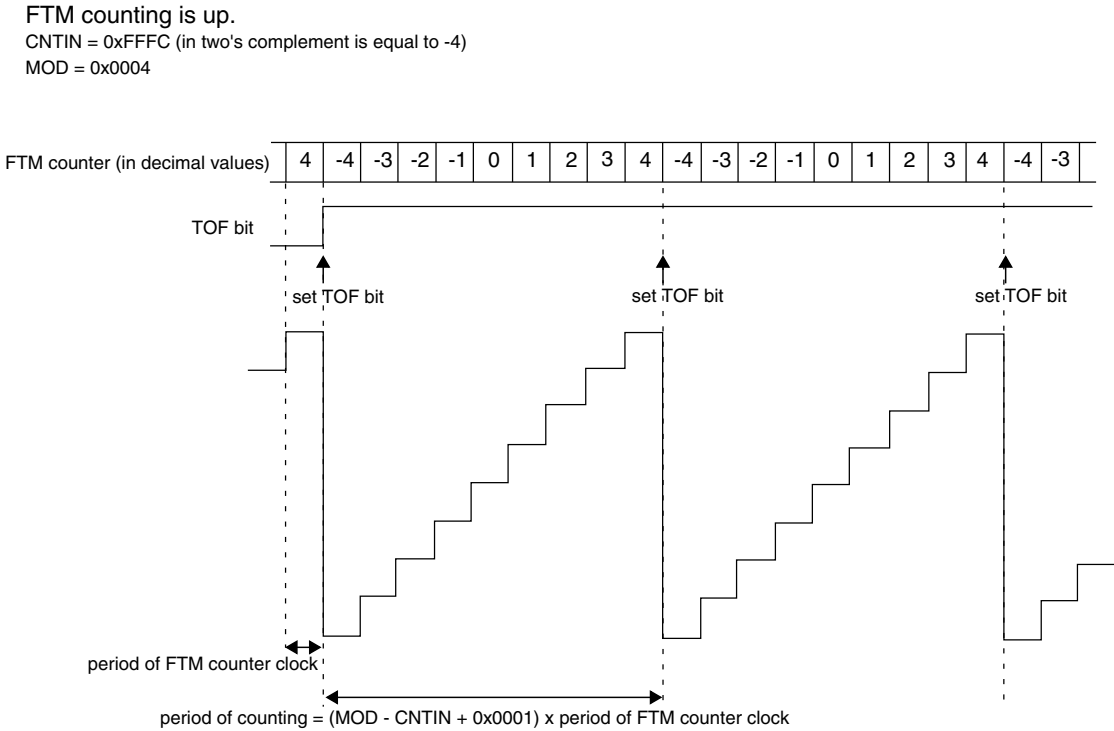 FTM counting is up.
CNTIN = 0xFFFC (in two's complement is equal to -4)
MOD = 0x0004
FTM counter (in decimal values) 4 -4 -3 -2 -1 0 1 2 3 4 -4 -3 -2 -1 0 1 2 3 4 -4 -3
TOF bit
set TOF bit set TOF bit set TOF bit
period of FTM counter clock
period of counting = (MOD - CNTIN + 0x0001) x period of FTM counter clock